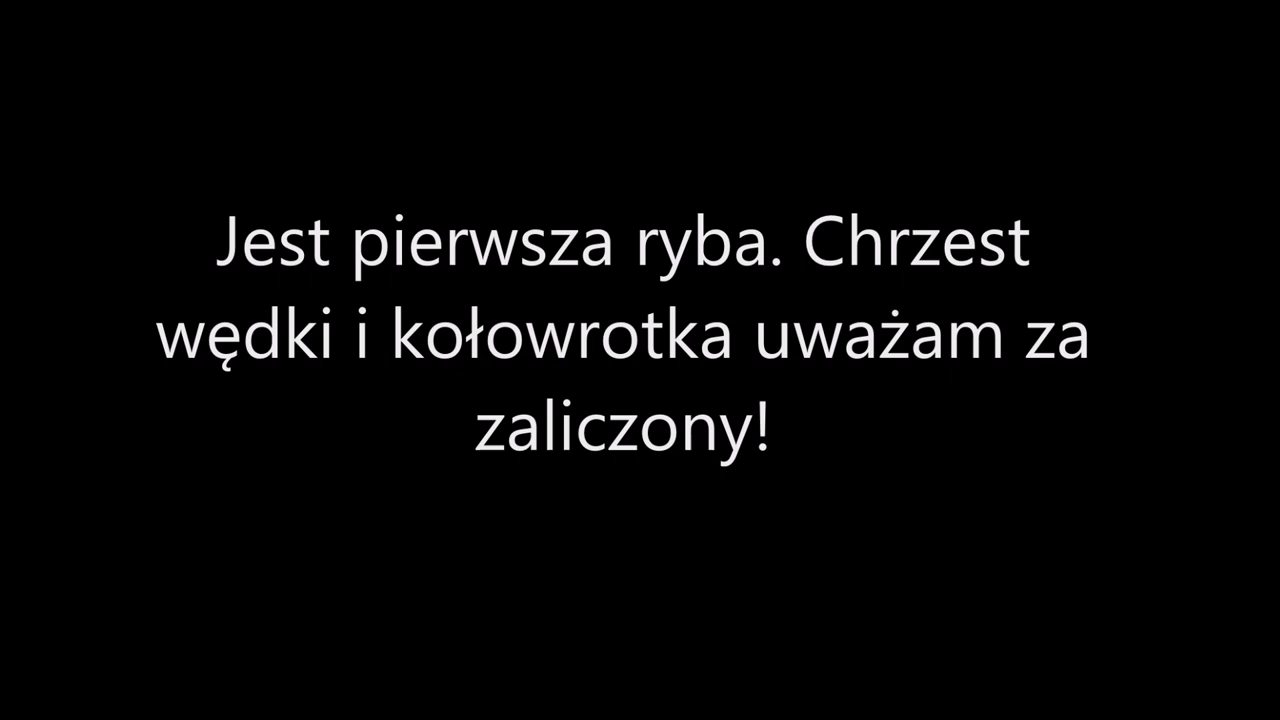 Jest pierwsza ryba. Chrzest
wędki i kołowrotka uważam za
zaliczony!